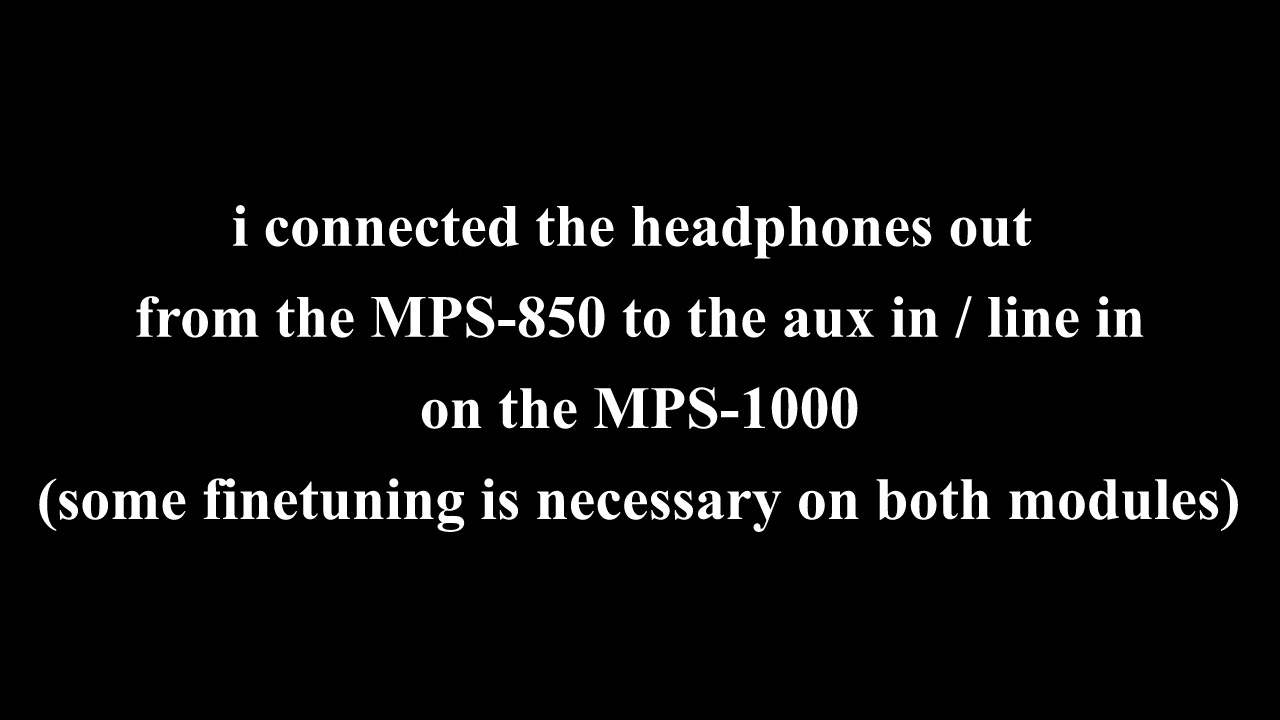 i connected the headphones out
from the MPS-850 to the aux in / line in
on the MPS-1000
(some finetuning is necessary on both modules)